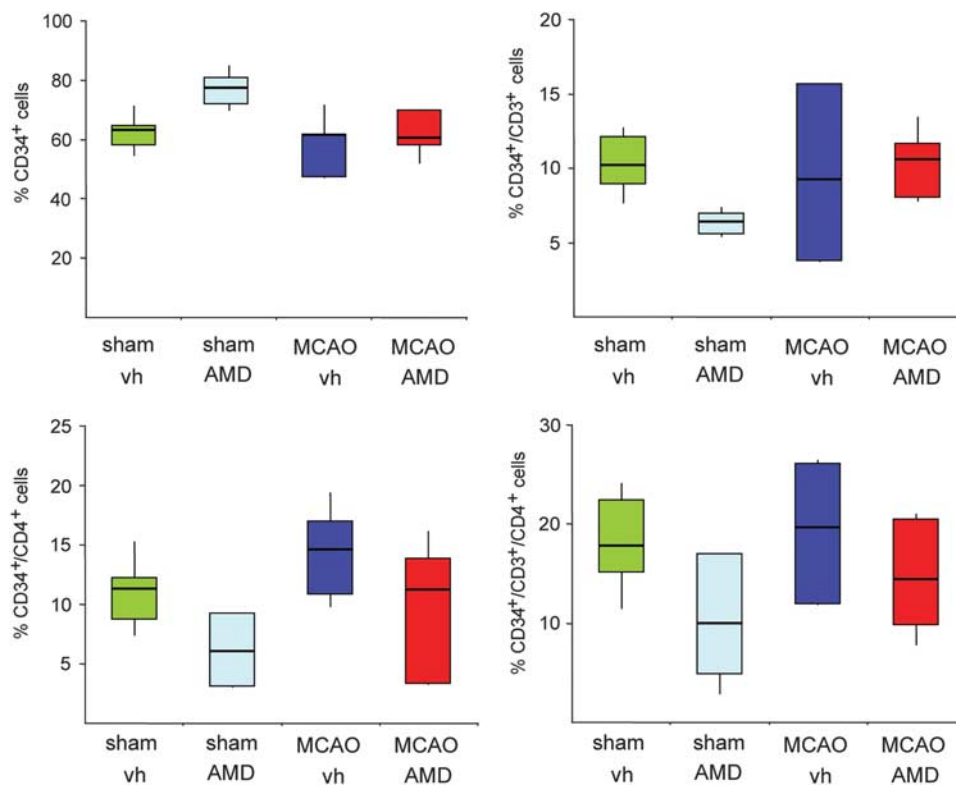 % CD34+ cells
100
80
60
40
20
sham vh
sham AMD
MCAO vh
MCAO AMD
% CD34+/CD3+ cells
20
15
10
5
sham vh
sham AMD
MCAO vh
MCAO AMD
% CD34+/CD4+ cells
25
20
15
10
5
sham vh
sham AMD
MCAO vh
MCAO AMD
% CD34+/CD3+/CD4+ cells
30
20
10
sham vh
sham AMD
MCAO vh
MCAO AMD